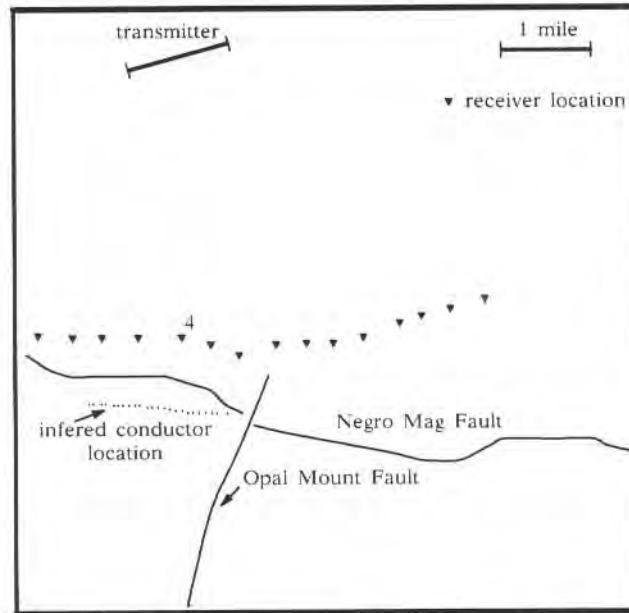 transmitter
1 mile
receiver location
4
Negro Mag Fault
infered conductor
location
Opal Mount Fault